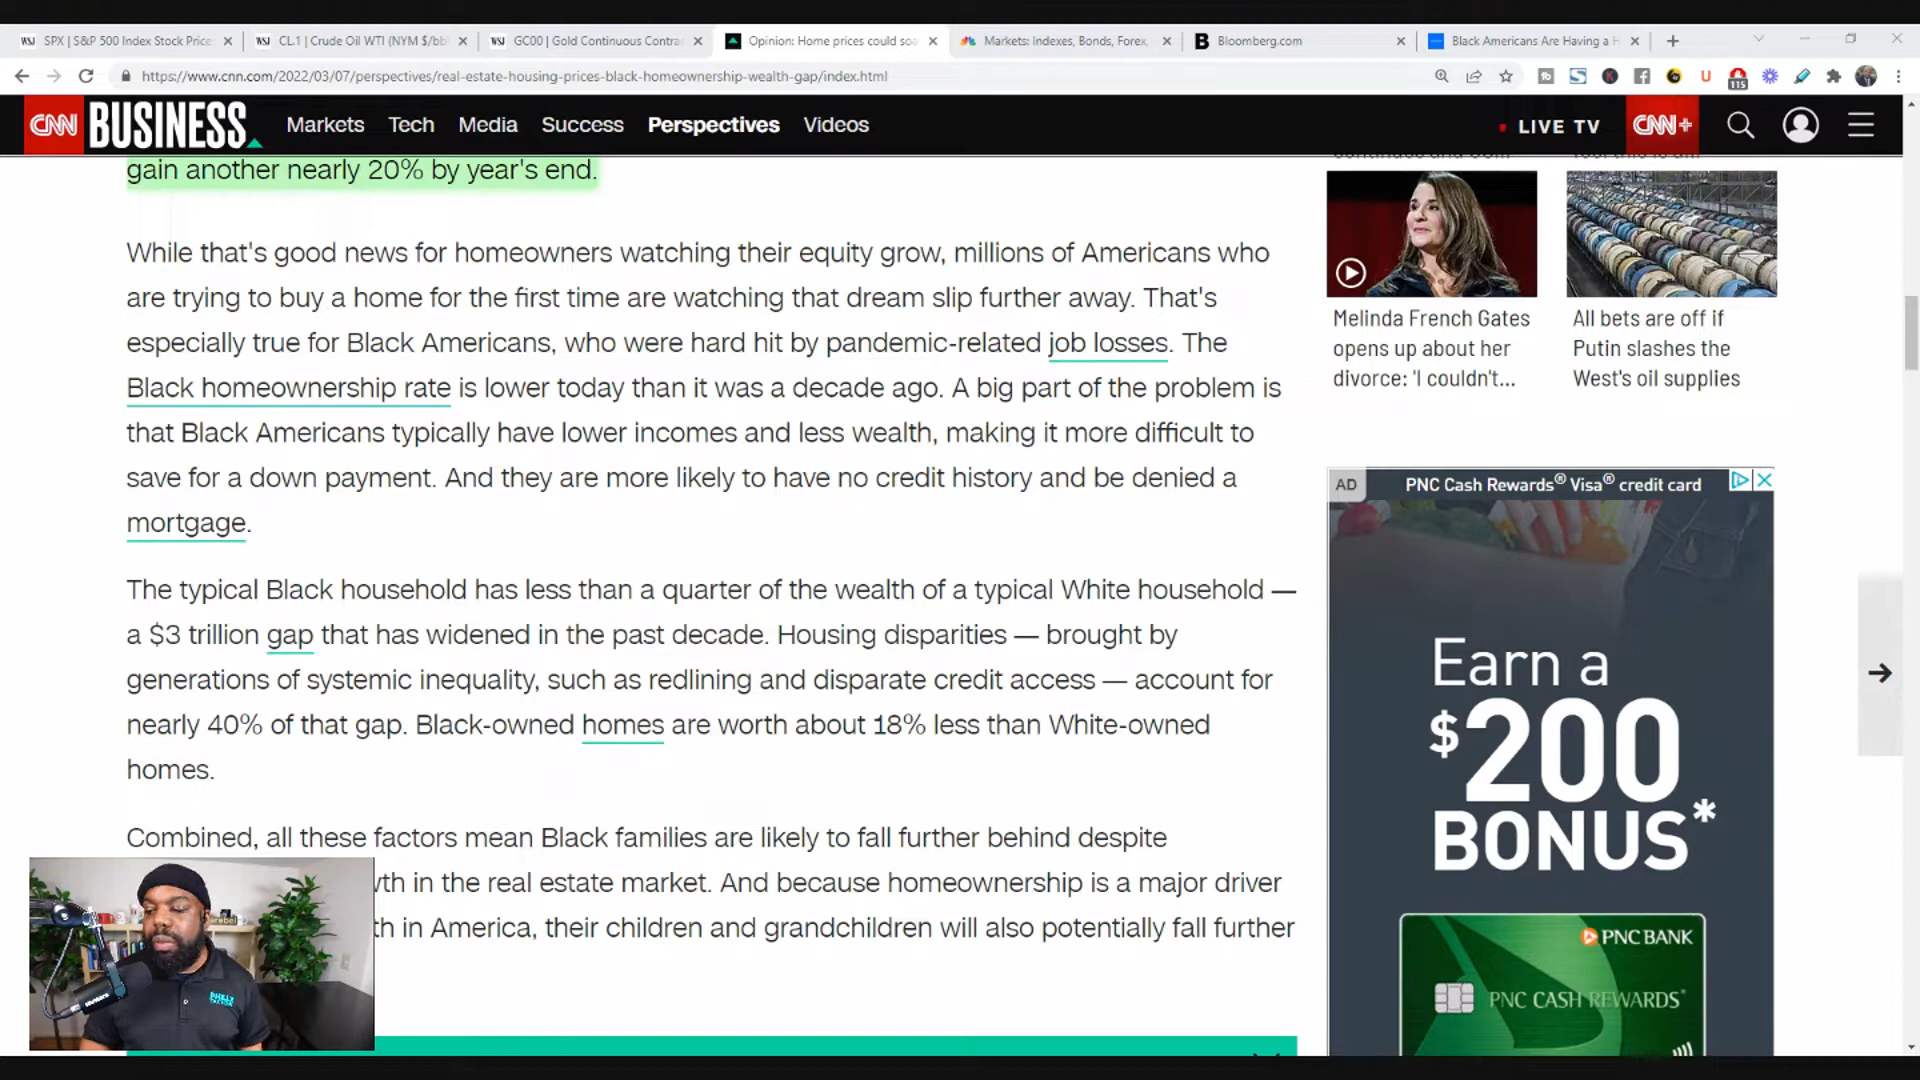 SPX | S&P 500 Index Stock Price
CL.1 | Crude Oil WTI (NYM $/bbl
GC00 | Gold Continuous Contrac
Opinion: Home prices could soa
Markets: Indexes, Bonds, Forex,
Bloomberg.com
Black Americans Are Having a H
https://www.cnn.com/2022/03/07/perspectives/real-estate-housing-prices-black-homeownership-wealth-gap/index.html
115
CNN BUSINESS Markets Tech Media Success Perspectives Videos LIVE TV CNN+
gain another nearly 20% by year's end.
While that's good news for homeowners watching their equity grow, millions of Americans who
are trying to buy a home for the first time are watching that dream slip further away. That's
especially true for Black Americans, who were hard hit by pandemic-related job losses. The
Black homeownership rate is lower today than it was a decade ago. A big part of the problem is
that Black Americans typically have lower incomes and less wealth, making it more difficult to
save for a down payment. And they are more likely to have no credit history and be denied a
mortgage.
The typical Black household has less than a quarter of the wealth of a typical White household —
a $3 trillion gap that has widened in the past decade. Housing disparities — brought by
generations of systemic inequality, such as redlining and disparate credit access — account for
nearly 40% of that gap. Black-owned homes are worth about 18% less than White-owned
homes.
Combined, all these factors mean Black families are likely to fall further behind despite
th in the real estate market. And because homeownership is a major driver
th in America, their children and grandchildren will also potentially fall further
Melinda French Gates
opens up about her
divorce: 'I couldn't...
All bets are off if
Putin slashes the
West's oil supplies
AD PNC Cash Rewards® Visa® credit card
Earn a
$200
BONUS*
PNC BANK
PNC CASH REWARDS®